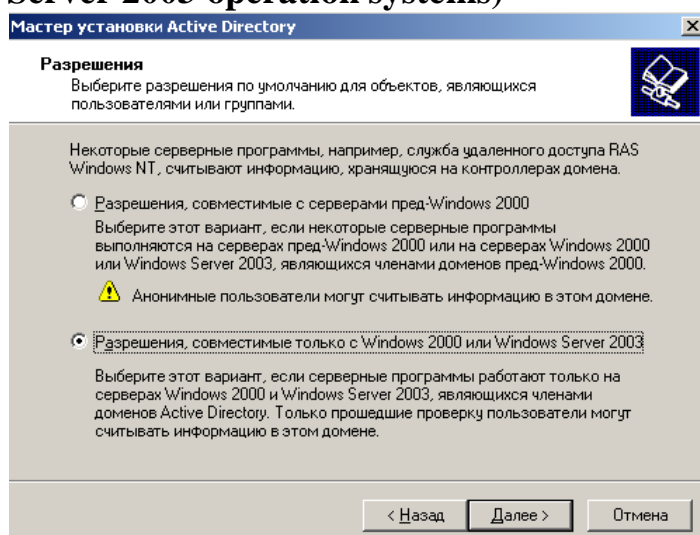 Server 2003 operation systems)
Мастер установки Active Directory
Разрешения
Выберите разрешения по умолчанию для объектов, являющихся
пользователями или группами.
Некоторые серверные программы, например, служба удаленного доступа RAS
Windows NT, считывают информацию, хранящуюся на контроллерах домена.
Разрешения, совместимые с серверами пред-Windows 2000
Выберите этот вариант, если некоторые серверные программы
выполняются на серверах пред-Windows 2000 или на серверах Windows 2000
или Windows Server 2003, являющихся членами доменов пред-Windows 2000.
Анонимные пользователи могут считывать информацию в этом домене.
Разрешения, совместимые только с Windows 2000 или Windows Server 2003
Выберите этот вариант, если серверные программы работают только на
серверах Windows 2000 и Windows Server 2003, являющихся членами
доменов Active Directory. Только прошедшие проверку пользователи могут
считывать информацию в этом домене.
< Назад Далее > Отмена